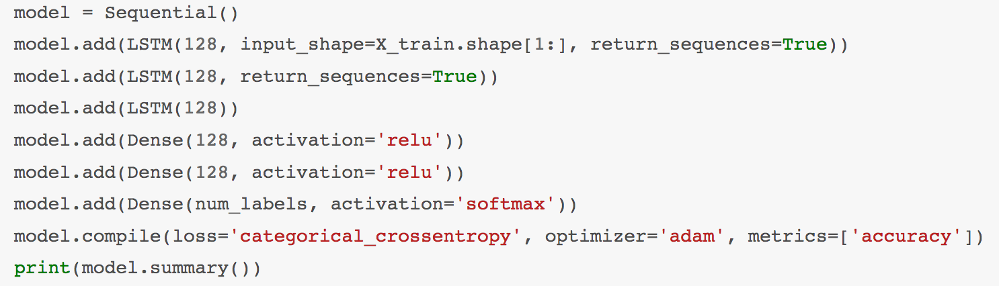 model = Sequential()
model.add(LSTM(128, input_shape=X_train.shape[1:], return_sequences=True))
model.add(LSTM(128, return_sequences=True))
model.add(LSTM(128))
model.add(Dense(128, activation='relu'))
model.add(Dense(128, activation='relu'))
model.add(Dense(num_labels, activation='softmax'))
model.compile(loss='categorical_crossentropy', optimizer='adam', metrics=['accuracy'])
print(model.summary())